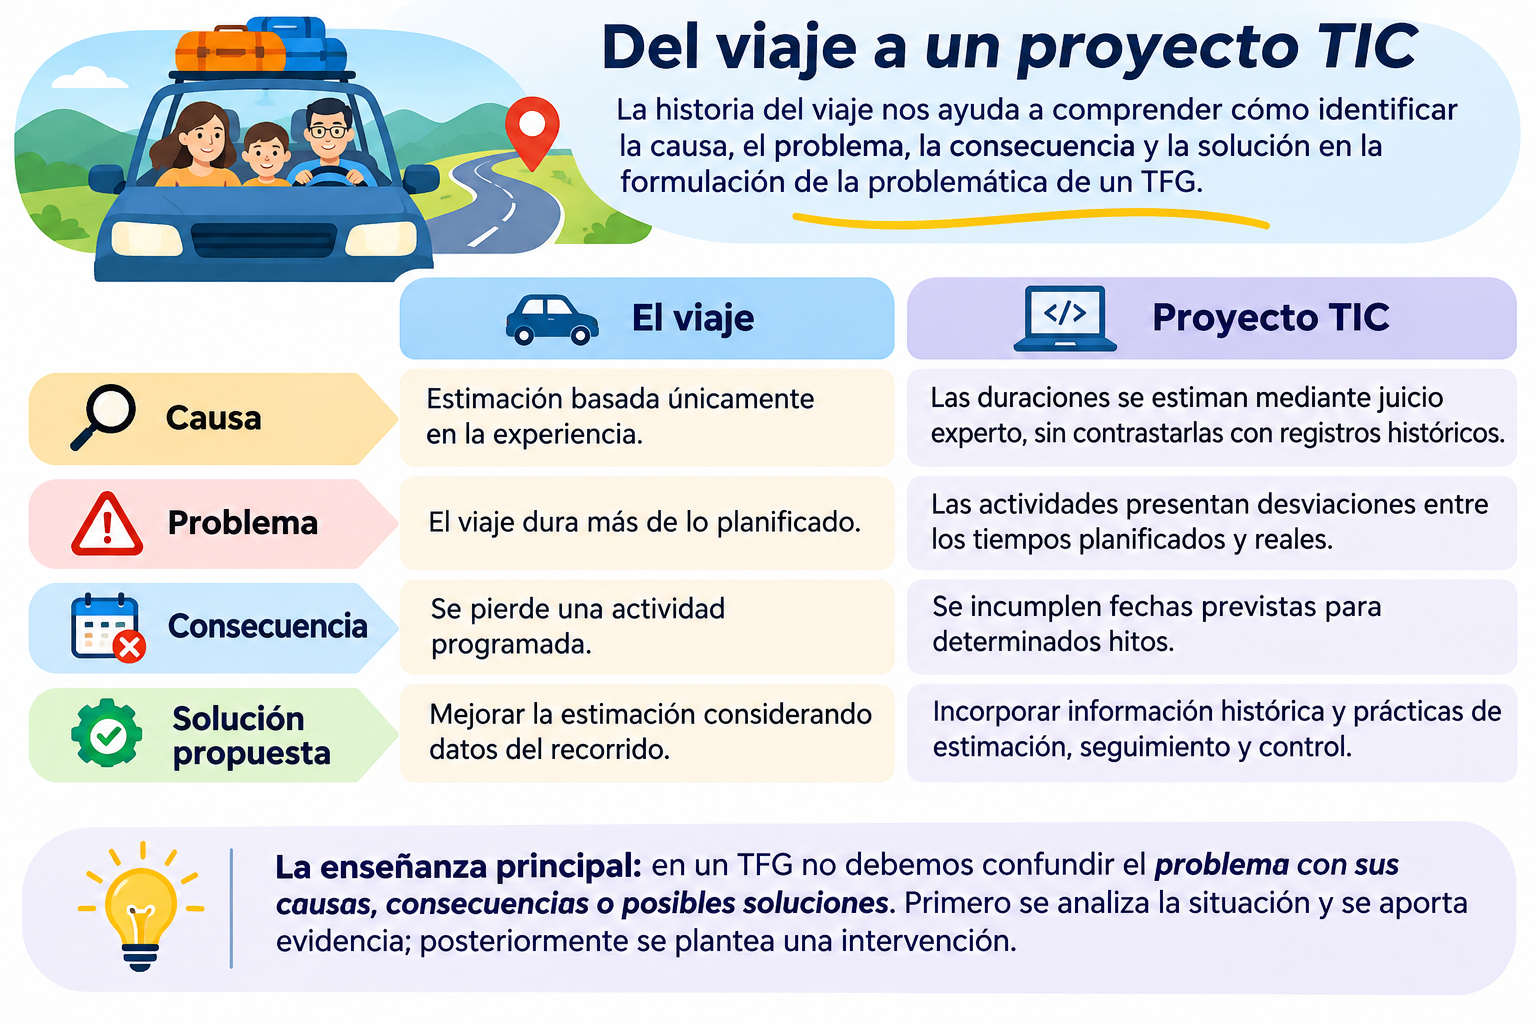 Del viaje a un proyecto TIC
La historia del viaje nos ayuda a comprender cómo identificar
la causa, el problema, la consecuencia y la solución en la
formulación de la problemática de un TFG.
El viaje
</> Proyecto TIC
Causa
Estimación basada únicamente
en la experiencia.
Las duraciones se estiman mediante juicio
experto, sin contrastarlas con registros históricos.
Problema
El viaje dura más de lo planificado.
Las actividades presentan desviaciones entre
los tiempos planificados y reales.
Consecuencia
Se pierde una actividad
programada.
Se incumplen fechas previstas para
determinados hitos.
Solución
propuesta
Mejorar la estimación considerando
datos del recorrido.
Incorporar información histórica y prácticas de
estimación, seguimiento y control.
La enseñanza principal: en un TFG no debemos confundir el problema con sus
causas, consecuencias o posibles soluciones. Primero se analiza la situación y se aporta
evidencia; posteriormente se plantea una intervención.